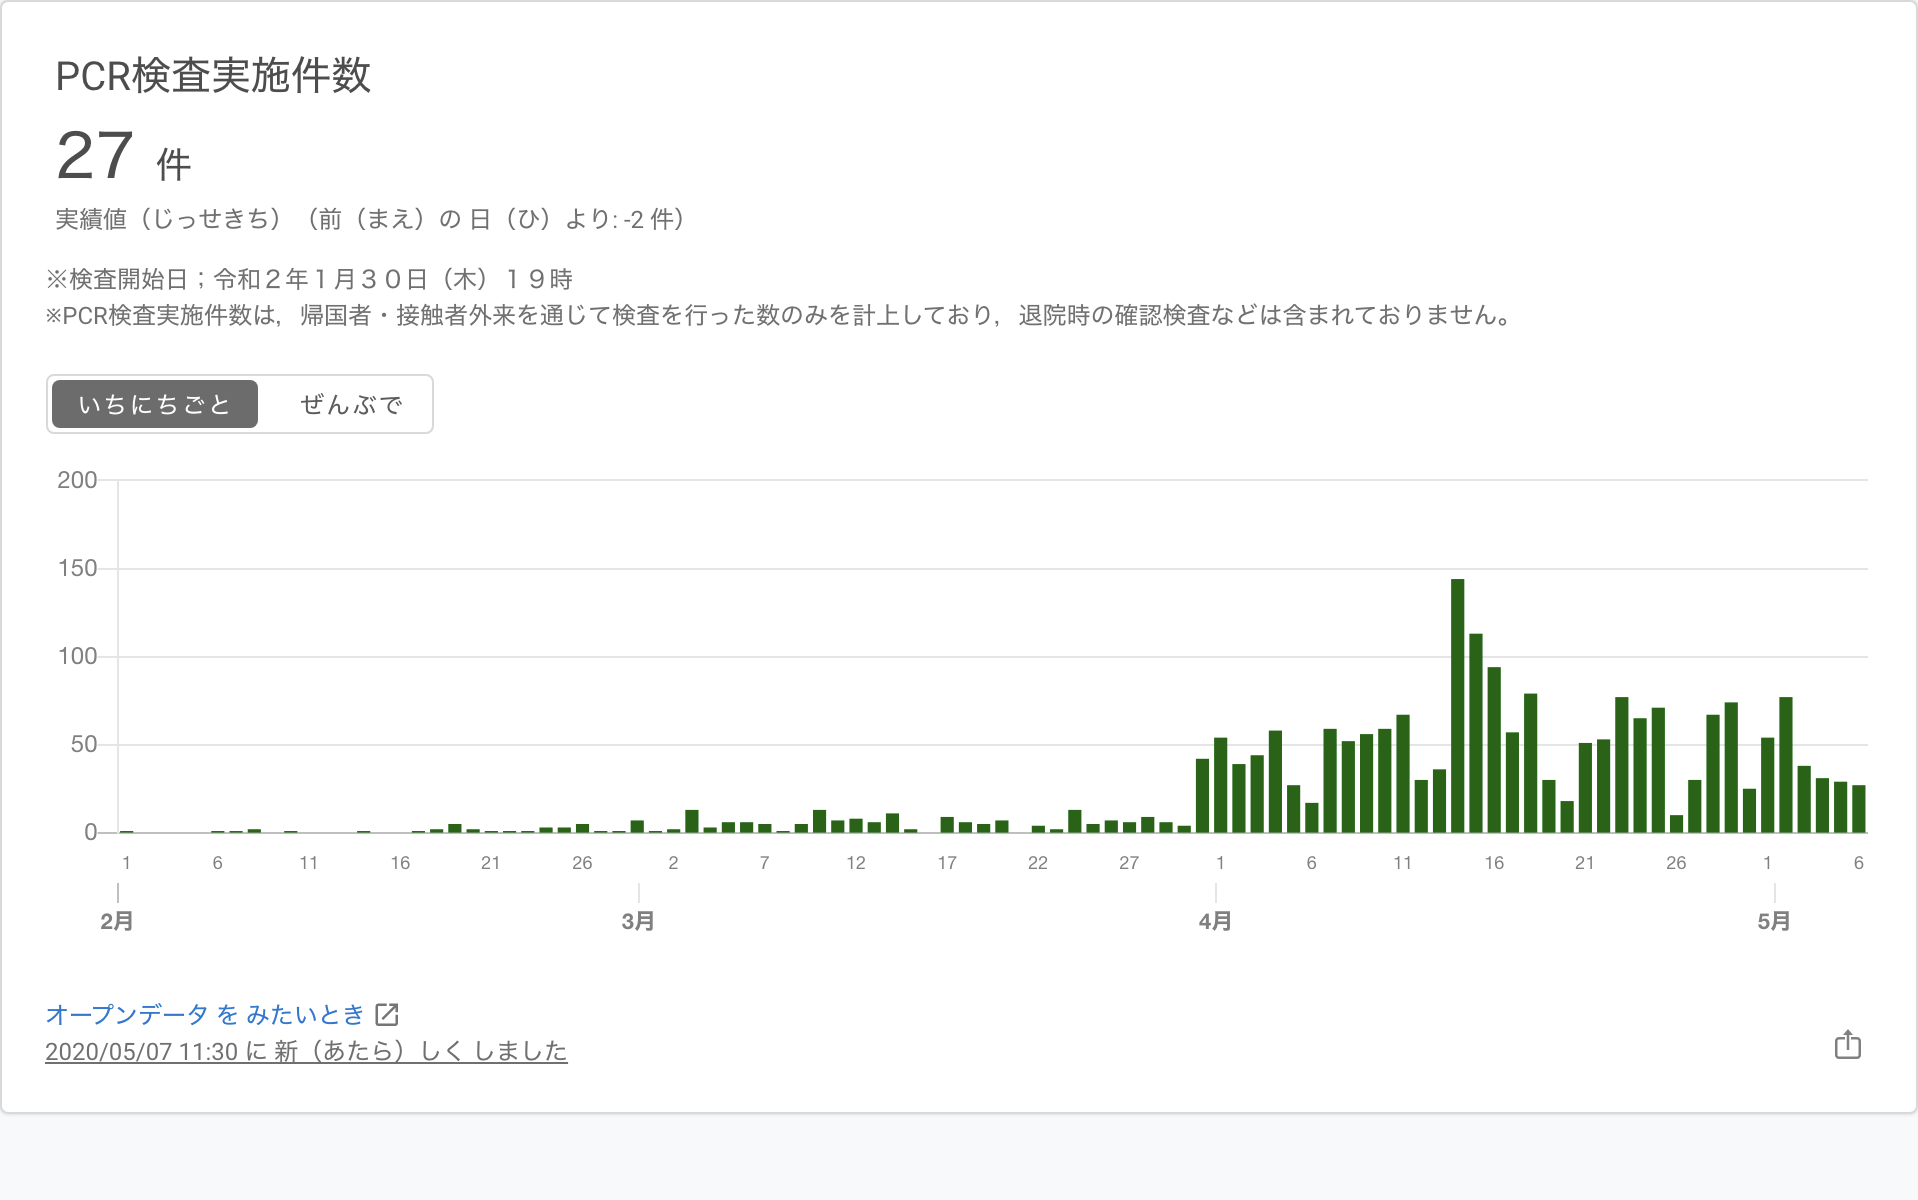 PCR検査実施件数
27 件
実績値（じっせきち）（前（まえ）の 日（ひ）より: -2 件）
※検査開始日；令和２年１月３０日（木）１９時
※PCR検査実施件数は，帰国者・接触者外来を通じて検査を行った数のみを計上しており，退院時の確認検査などは含まれておりません。
いちにちごと ぜんぶで
200
150
100
50
0
1 6 11 16 21 26 2 7 12 17 22 27 1 6 11 16 21 26 1 6
2月 3月 4月 5月
オープンデータ を みたいとき
2020/05/07 11:30 に 新（あたら）しく しました